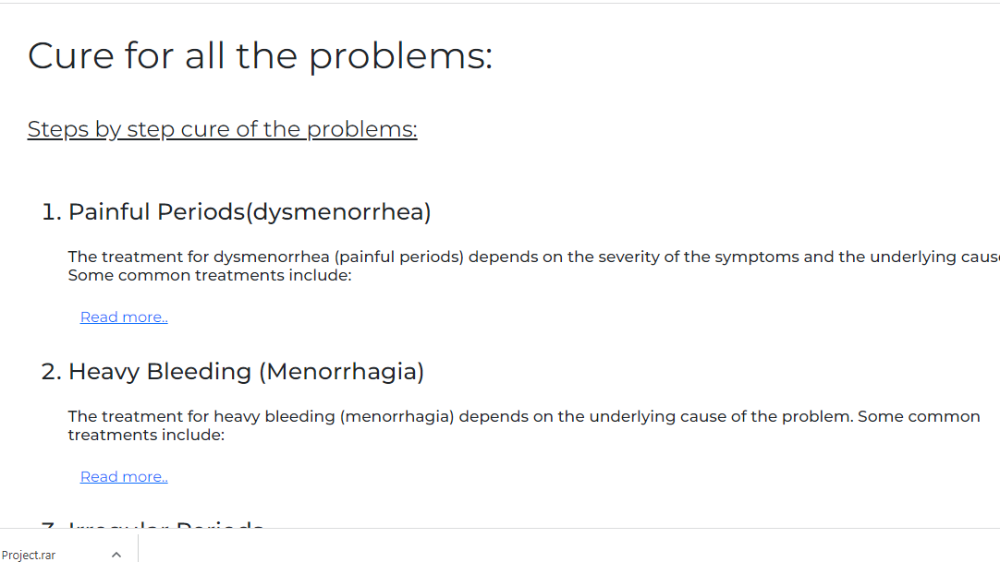 Cure for all the problems:
Steps by step cure of the problems:
1. Painful Periods(dysmenorrhea)
The treatment for dysmenorrhea (painful periods) depends on the severity of the symptoms and the underlying
Some common treatments include:
Read more..
2. Heavy Bleeding (Menorrhagia)
The treatment for heavy bleeding (menorrhagia) depends on the underlying cause of the problem. Some common
treatments include:
Read more..
3. Irregular Periods
Project.rar